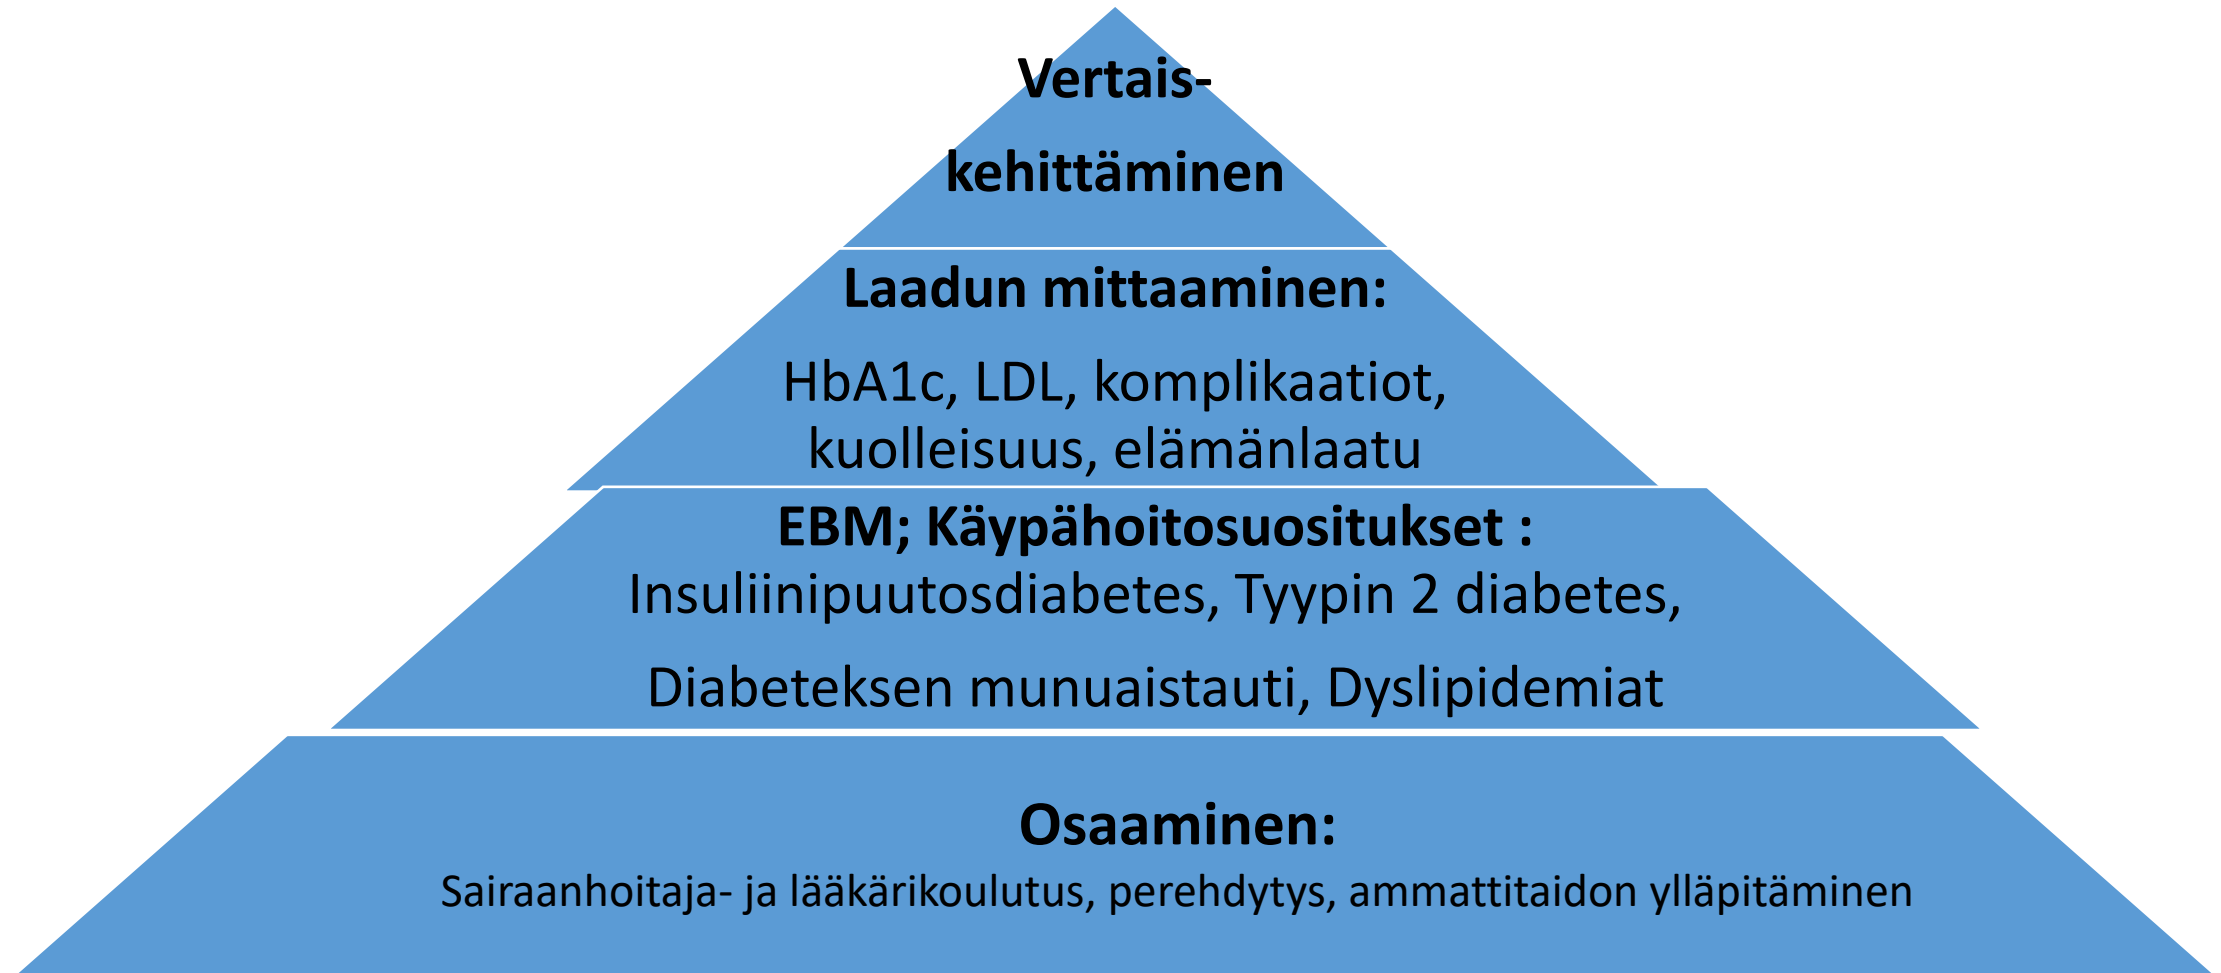 Vertais-
kehittäminen
Laadun mittaaminen:
HbA1c, LDL, komplikaatiot,
kuolleisuus, elämänlaatu
EBM; Käypähoitosuositukset :
Insuliinipuutosdiabetes, Tyypin 2 diabetes,
Diabeteksen munuaistauti, Dyslipidemiat
Osaaminen:
Sairaanhoitaja- ja lääkärikoulutus, perehdytys, ammattitaidon ylläpitäminen